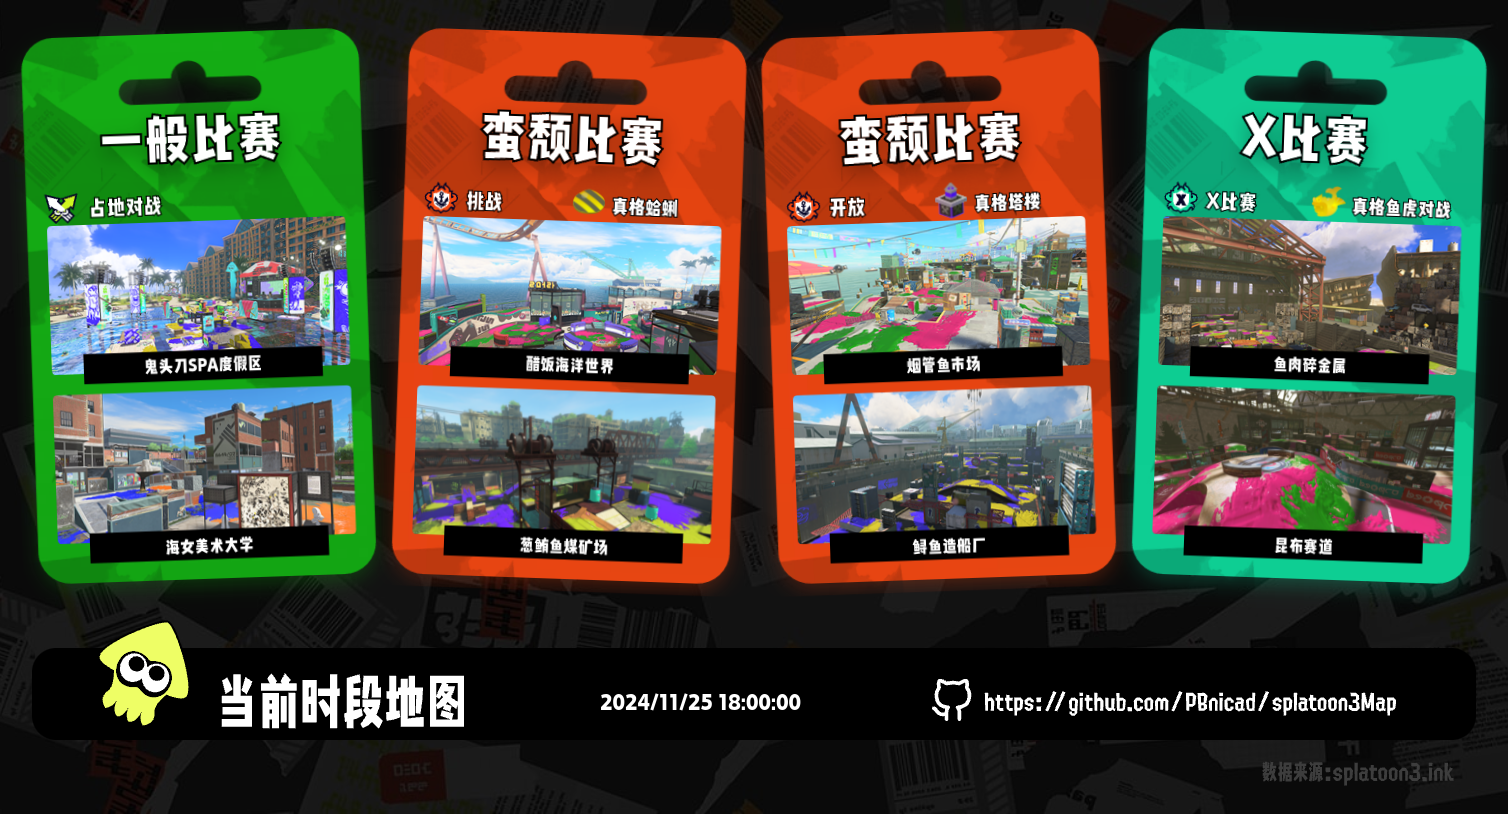 一般比赛
占地对战
鬼头刀SPA度假区
海女美术大学
蛮颓比赛
挑战
真格蛤蜊
醋饭海洋世界
葱鲔鱼煤矿场
蛮颓比赛
开放
真格塔楼
烟管鱼市场
鲟鱼造船厂
X比赛
X比赛
真格鱼虎对战
鱼肉碎金属
昆布赛道
当前时段地图
2024/11/25 18:00:00
https://github.com/PBnicad/splatoon3Map
数据来源:splatoon3.ink